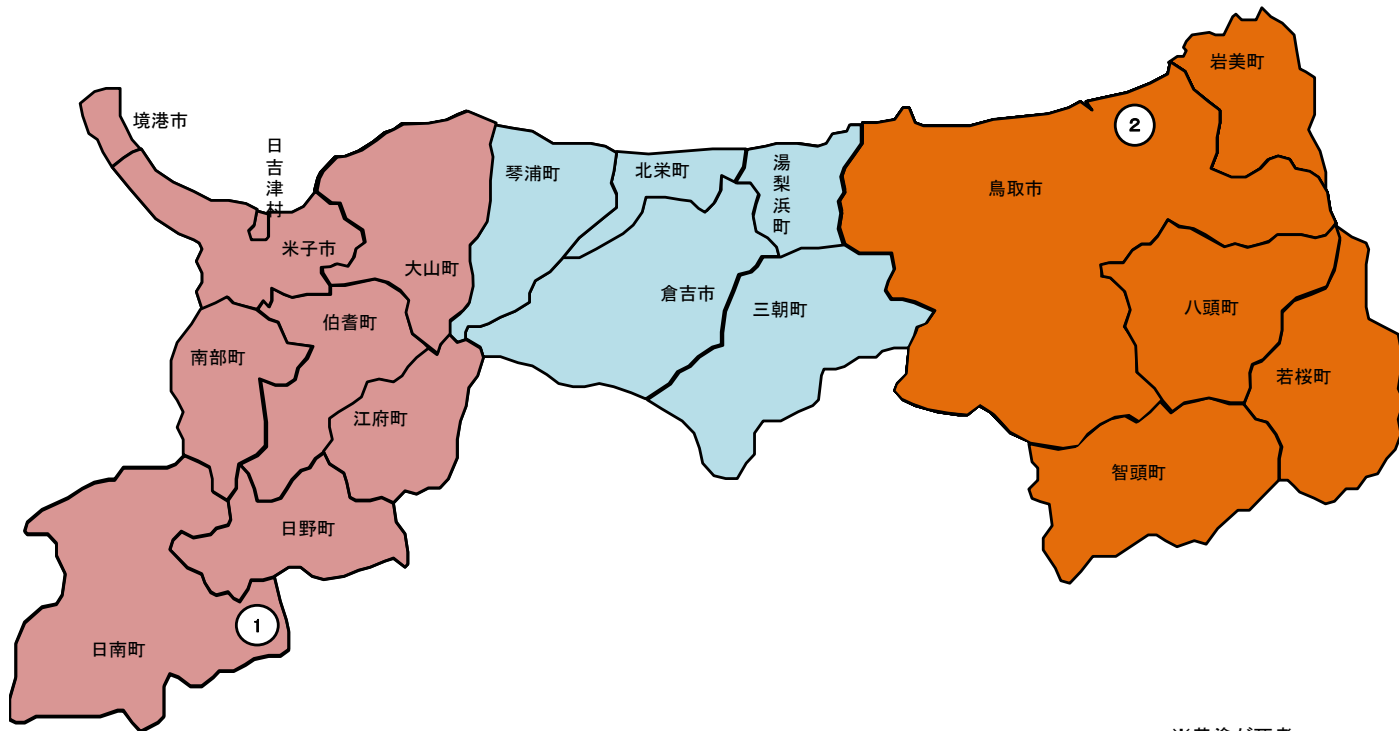 岩美町
境港市
②
日吉津村
湯梨浜町
琴浦町
北栄町
鳥取市
米子市
大山町
倉吉市
三朝町
八頭町
伯耆町
南部町
若桜町
江府町
智頭町
日野町
①
日南町